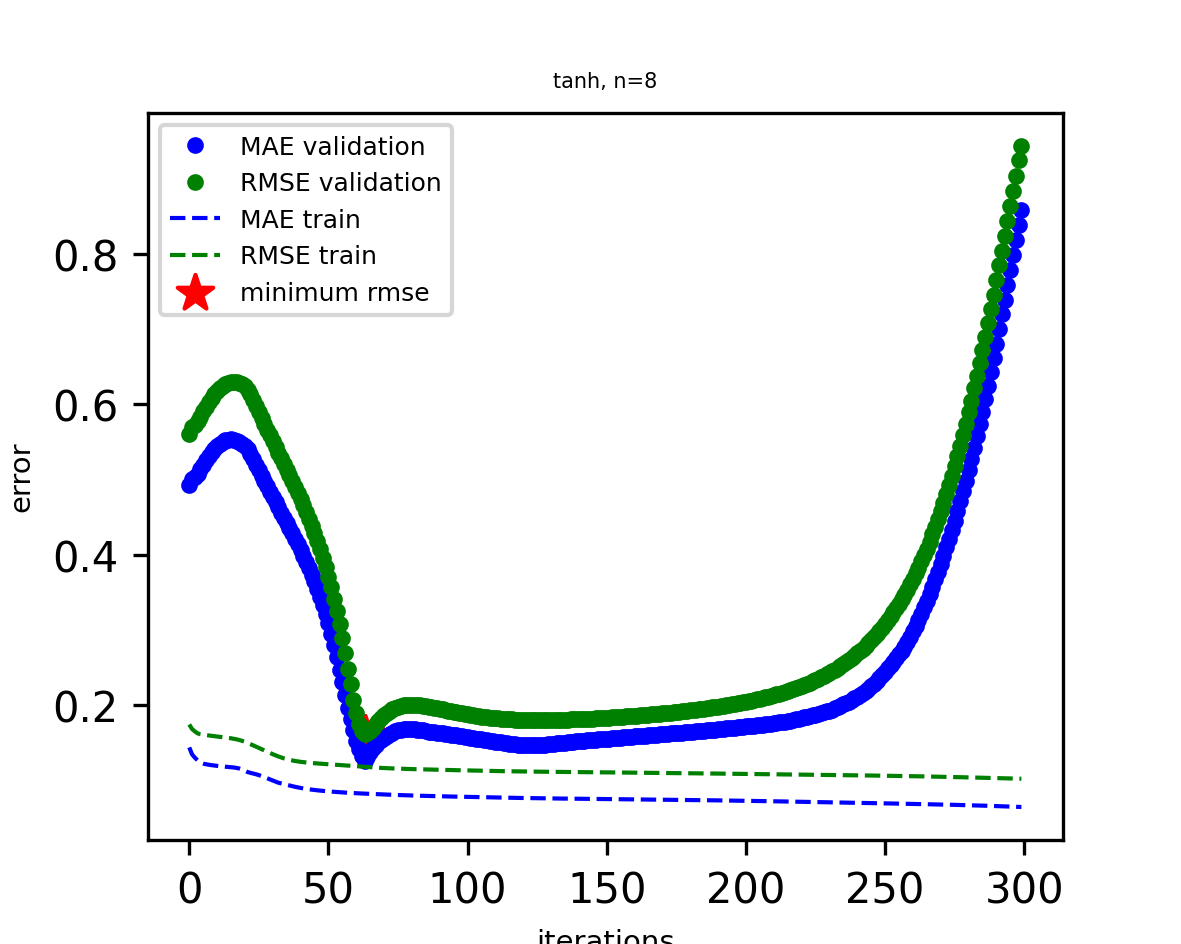 tanh, n=8
MAE validation
RMSE validation
MAE train
RMSE train
minimum rmse
error
0.8
0.6
0.4
0.2
0 50 100 150 200 250 300
iterations